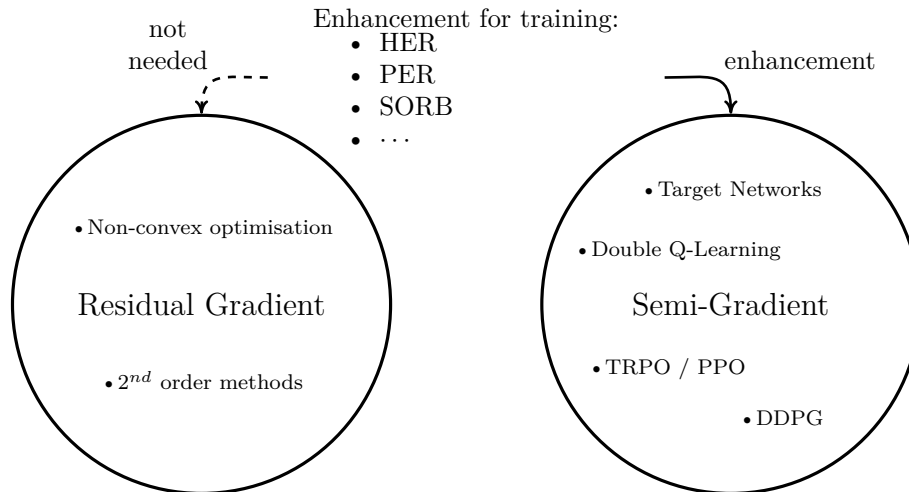 Enhancement for training:
• HER
• PER
• SORB
• · · ·
not
needed
enhancement
• Non-convex optimisation
Residual Gradient
• 2nd order methods
• Target Networks
• Double Q-Learning
Semi-Gradient
• TRPO / PPO
• DDPG